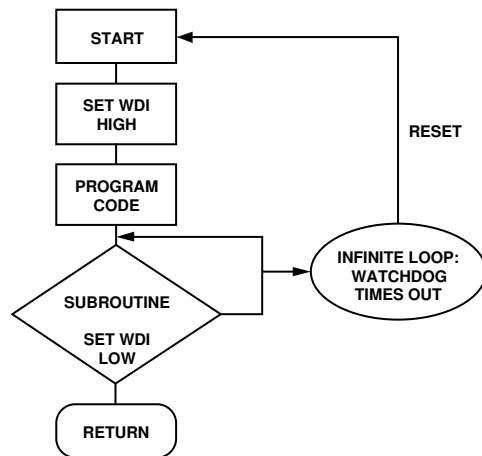 START
SET WDI
HIGH
PROGRAM
CODE
SUBROUTINE
SET WDI
LOW
RETURN
RESET
INFINITE LOOP:
WATCHDOG
TIMES OUT